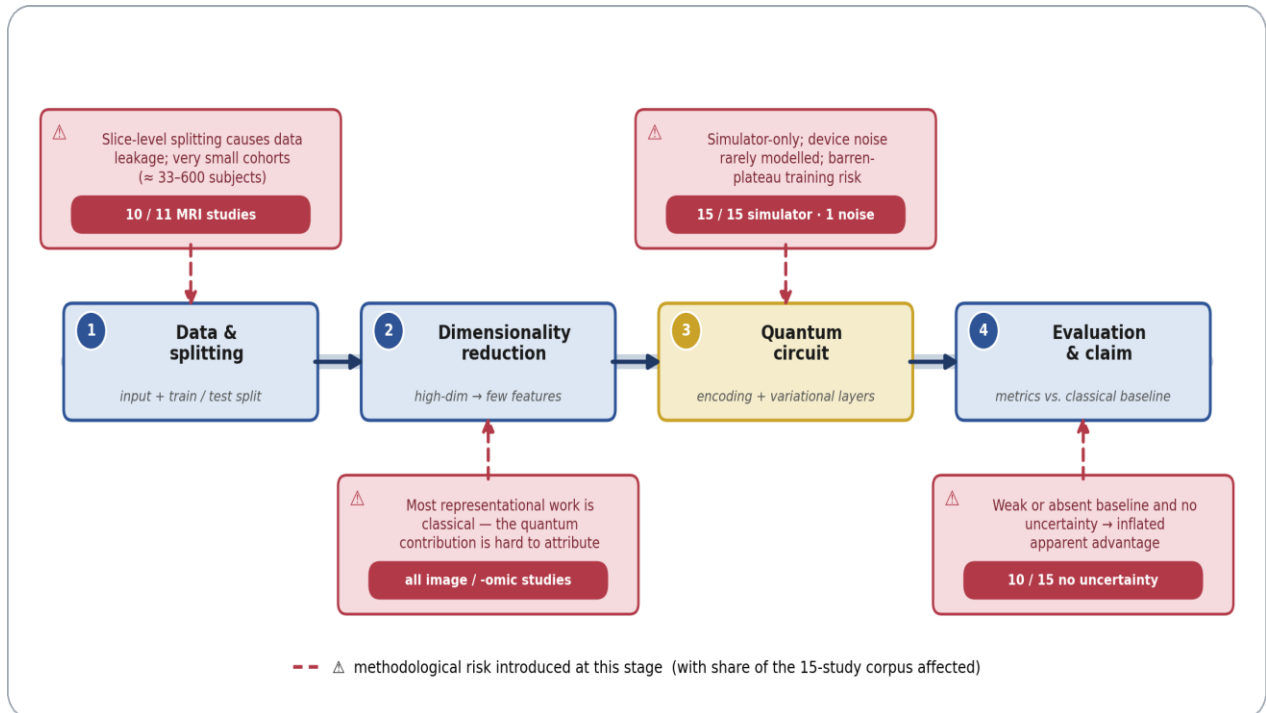 ⚠ Slice-level splitting causes data
leakage; very small cohorts
(≈ 33–600 subjects)
10 / 11 MRI studies
⚠ Simulator-only; device noise
rarely modelled; barren-
plateau training risk
15 / 15 simulator · 1 noise
1
Data &
splitting
input + train / test split
2
Dimensionality
reduction
high-dim → few features
3
Quantum
circuit
encoding + variational layers
4
Evaluation
& claim
metrics vs. classical baseline
⚠ Most representational work is
classical — the quantum
contribution is hard to attribute
all image / -omic studies
⚠ Weak or absent baseline and no
uncertainty → inflated
apparent advantage
10 / 15 no uncertainty
⚠ methodological risk introduced at this stage (with share of the 15-study corpus affected)